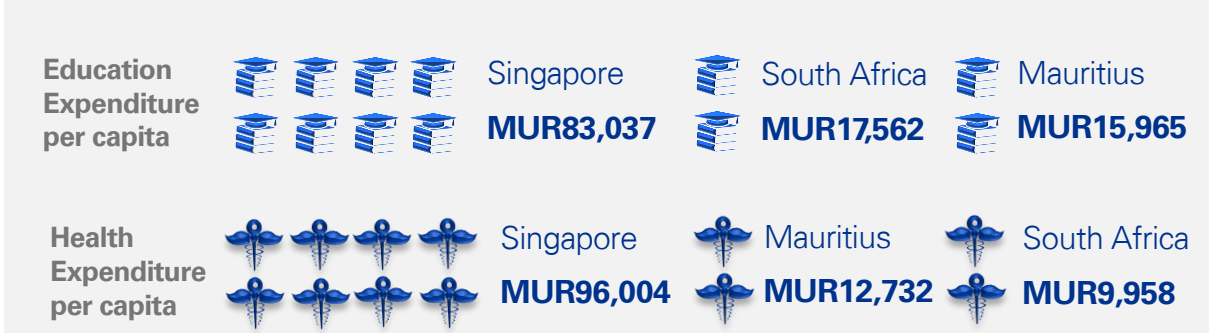 Education
Expenditure
per capita
Singapore
MUR83,037
South Africa
MUR17,562
Mauritius
MUR15,965
Health
Expenditure
per capita
Singapore
MUR96,004
Mauritius
MUR12,732
South Africa
MUR9,958